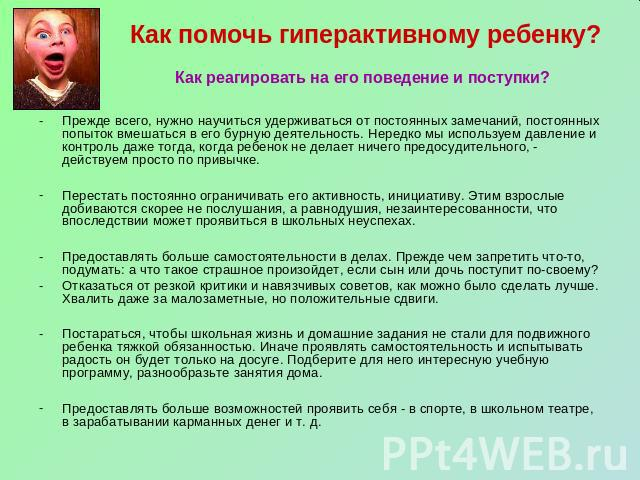 Как помочь гиперактивному ребенку?
Как реагировать на его поведение и поступки?
- Прежде всего, нужно научиться удерживаться от постоянных замечаний, постоянных
попыток вмешаться в его бурную деятельность. Нередко мы используем давление и
контроль даже тогда, когда ребенок не делает ничего предосудительного, -
действуем просто по привычке.
- Перестать постоянно ограничивать его активность, инициативу. Этим взрослые
добиваются скорее не послушания, а равнодушия, незаинтересованности, что
впоследствии может проявиться в школьных неуспехах.
- Предоставлять больше самостоятельности в делах. Прежде чем запретить что-то,
подумать: а что такое страшное произойдет, если сын или дочь поступит по-своему?
- Отказаться от резкой критики и навязчивых советов, как можно было сделать лучше.
Хвалить даже за малозаметные, но положительные сдвиги.
- Постараться, чтобы школьная жизнь и домашние задания не стали для подвижного
ребенка тяжкой обязанностью. Иначе проявлять самостоятельность и испытывать
радость он будет только на досуге. Подберите для него интересную учебную
программу, разнообразьте занятия дома.
- Предоставлять больше возможностей проявить себя - в спорте, в школьном театре,
в зарабатывании карманных денег и т. д.
PPt4WEB.ru